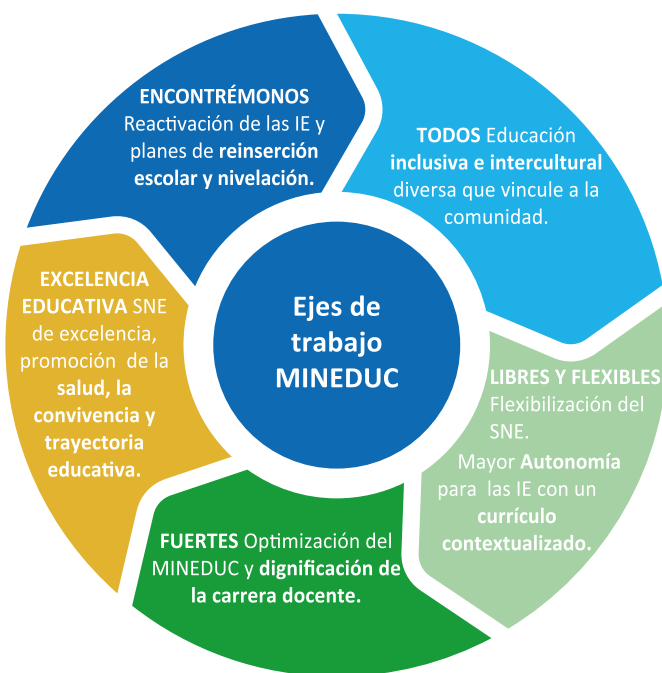 Ejes de
trabajo
MINEDUC
ENCONTRÉMONOS
Reactivación de las IE y
planes de reinserción
escolar y nivelación.
TODOS Educación
inclusiva e intercultural
diversa que vincule a la
comunidad.
LIBRES Y FLEXIBLES
Flexibilización del
SNE.
Mayor Autonomía
para las IE con un
currículo
contextualizado.
FUERTES Optimización del
MINEDUC y dignificación de
la carrera docente.
EXCELENCIA
EDUCATIVA SNE
de excelencia,
promoción de la
salud, la
convivencia y
trayectoria
educativa.